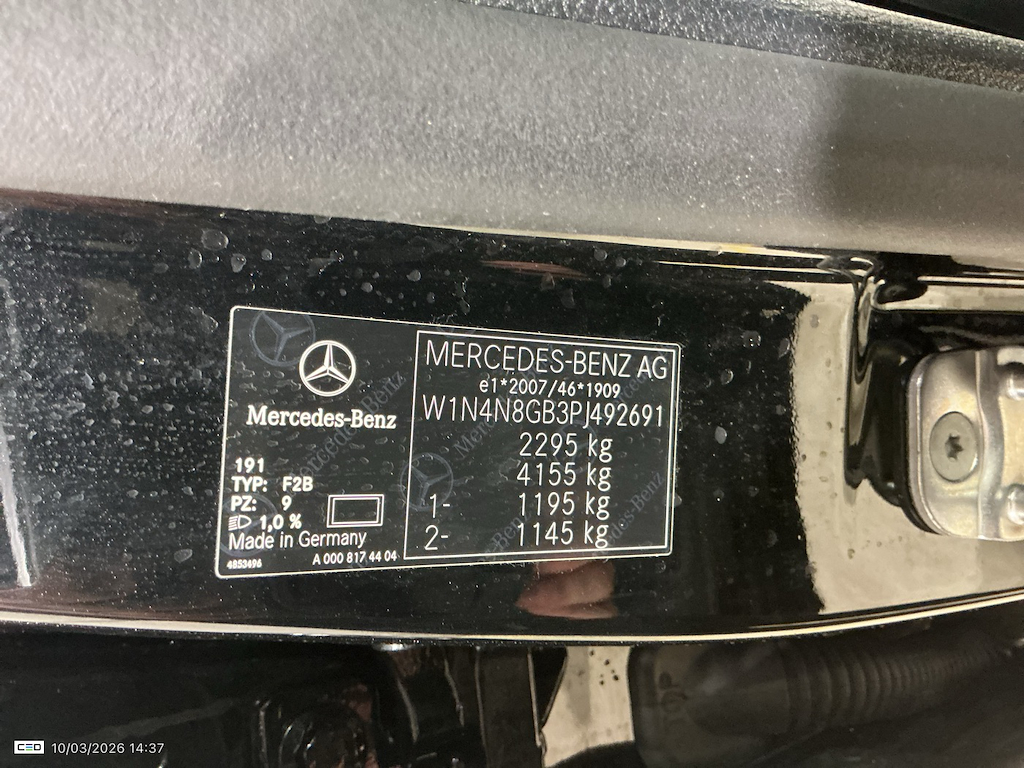 Mercedes-Benz
191
TYP: F2B
PZ: 9
1,0 %
Made in Germany
4853496
A 000 817 44 04
MERCEDES-BENZ AG
e1*2007/46*1909
W1N4N8GB3PJ492691
2295 kg
4155 kg
1- 1195 kg
2- 1145 kg
CEO 10/03/2026 14:37